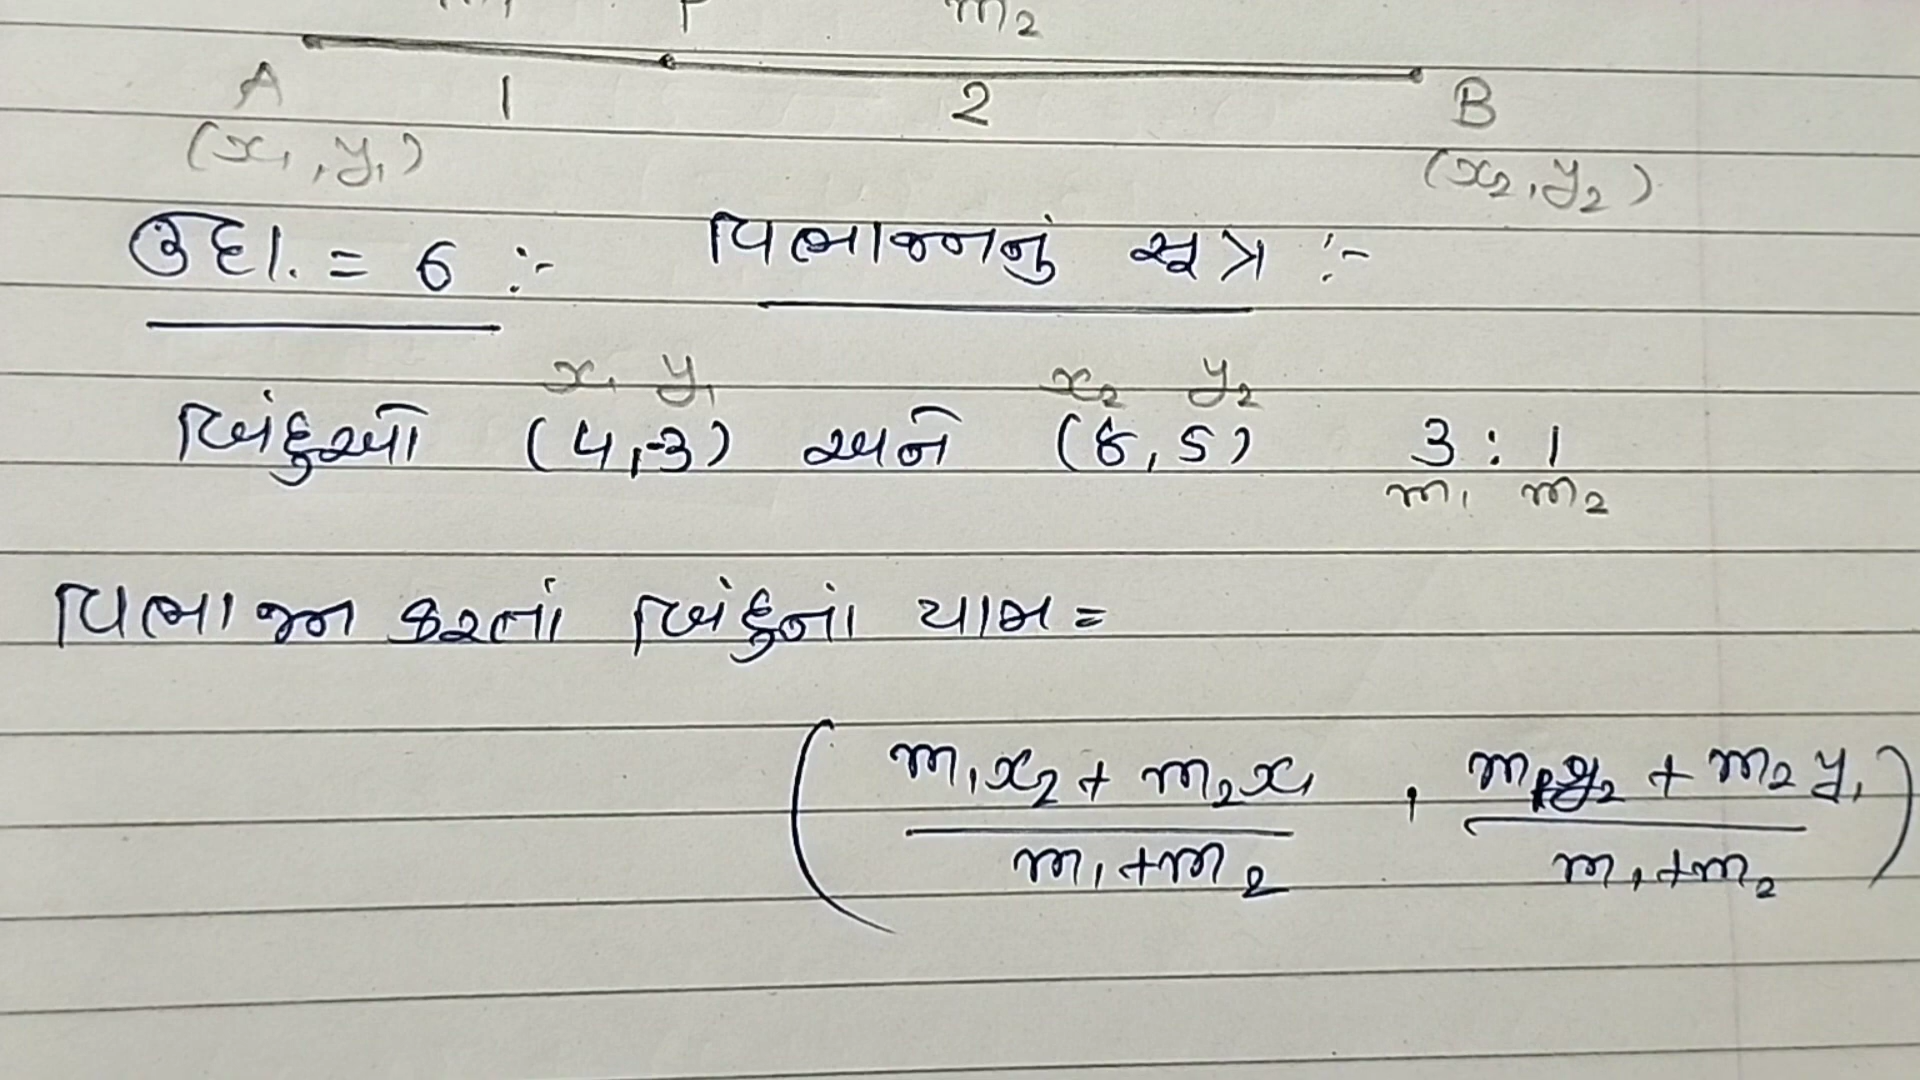 m₂
A 1 2 B
(x₁, y₁) (x₂, y₂)
ઉદા. = 6 :- વિભાજનનું સૂત્ર :-
x₁ y₁ x₂ y₂
બિંદુઓ (4,-3) અને (8,5) 3 : 1
m₁ m₂
વિભાજન કરતાં બિંદુનાં યામ =
( m₁x₂ + m₂x₁ , m₁y₂ + m₂y₁ )
m₁+m₂ m₁+m₂